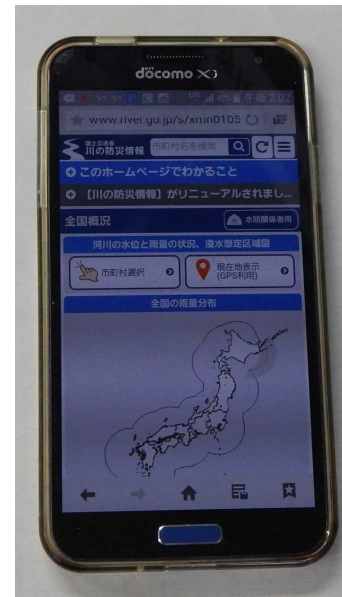 döcomo Xi
午後2:02
www.river.go.jp/s/xmn0105
国土交通省
川の防災情報
市町村名を検索
このホームページでわかること
【川の防災情報】がリニューアルされまし...
全国概況
水防関係者用
河川の水位と雨量の状況、浸水想定区域図
市町村選択
現在地表示
(GPS利用)
全国の雨量分布